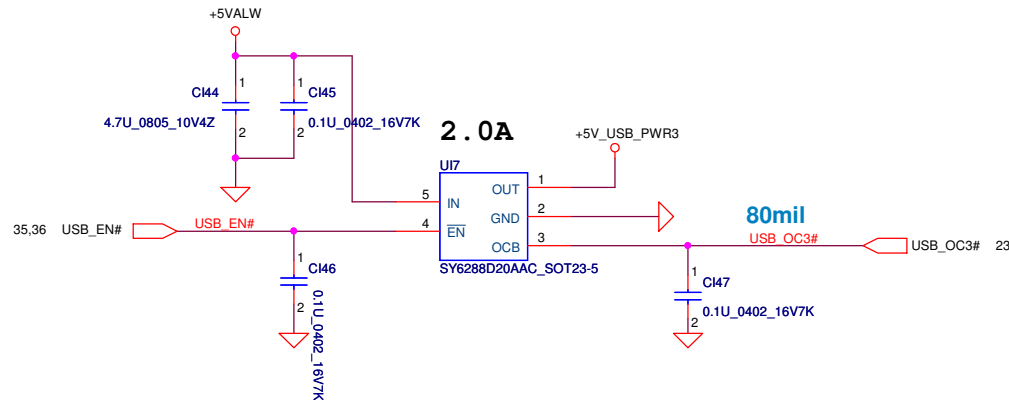 +5VALW
1
CI44
4.7U_0805_10V4Z
2
1
CI45
0.1U_0402_16V7K
2
2.0A
+5V_USB_PWR3
UI7
5
IN
OUT
1
4
EN
GND
2
OCB
3
SY6288D20AAC_SOT23-5
35,36
USB_EN#
USB_EN#
1
CI46
2
0.1U_0402_16V7K
80mil
USB_OC3#
USB_OC3#
23
1
CI47
0.1U_0402_16V7K
2